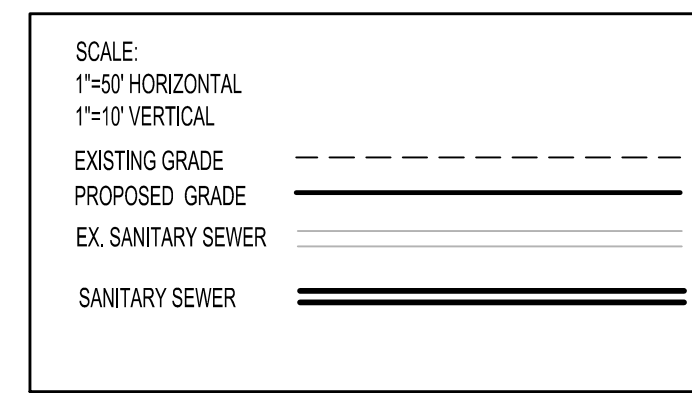 SCALE:
1"=50' HORIZONTAL
1"=10' VERTICAL
EXISTING GRADE
PROPOSED GRADE
EX. SANITARY SEWER
SANITARY SEWER